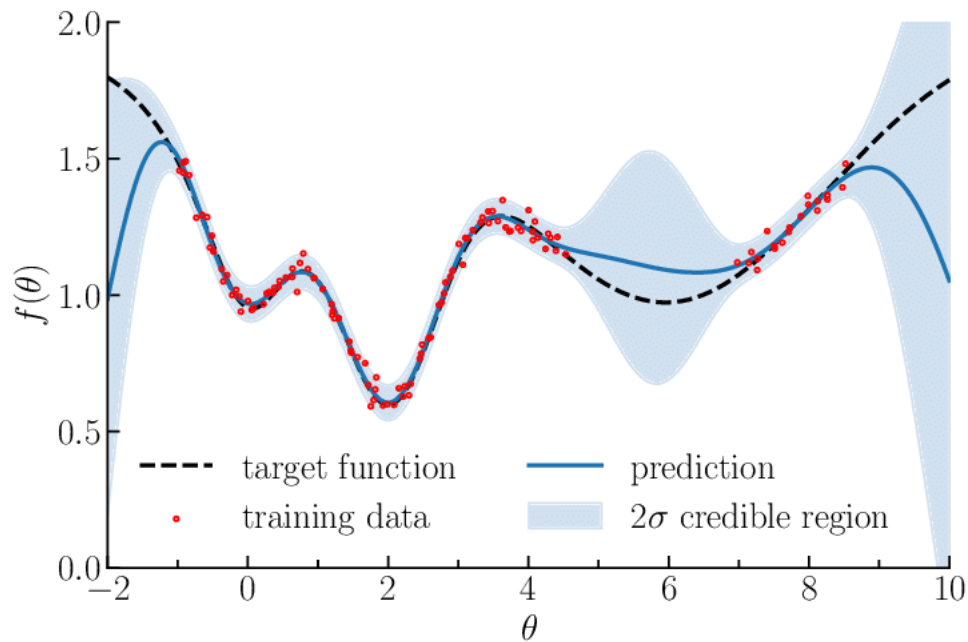 2.0
1.5
1.0
0.5
0.0
f(θ)
target function
prediction
training data
2σ credible region
−2 0 2 4 6 8 10
θ